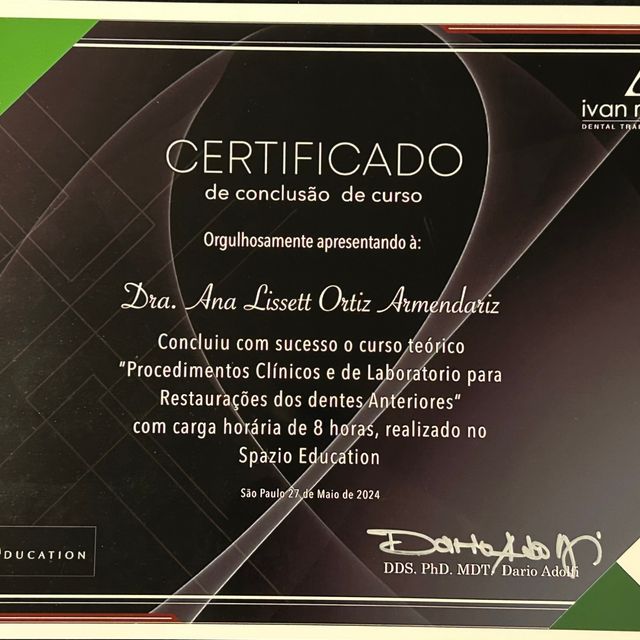 ivan
DENTAL
CERTIFICADO
de conclusão de curso
Orgulhosamente apresentando à:
Dra. Ana Lissett Ortiz Armendariz
Concluiu com sucesso o curso teórico
“Procedimentos Clínicos e de Laboratorio para
Restaurações dos dentes Anteriores“
com carga horária de 8 horas, realizado no
Spazio Education
São Paulo 27 de Maio de 2024
DUCATION
Dario Adolfi
DDS. PhD. MDT. Dario Adolfi